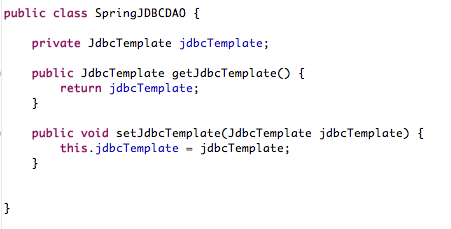 public class SpringJDBCDAO {
private JdbcTemplate jdbcTemplate;
public JdbcTemplate getJdbcTemplate() {
return jdbcTemplate;
}
public void setJdbcTemplate(JdbcTemplate jdbcTemplate) {
this.jdbcTemplate = jdbcTemplate;
}
}